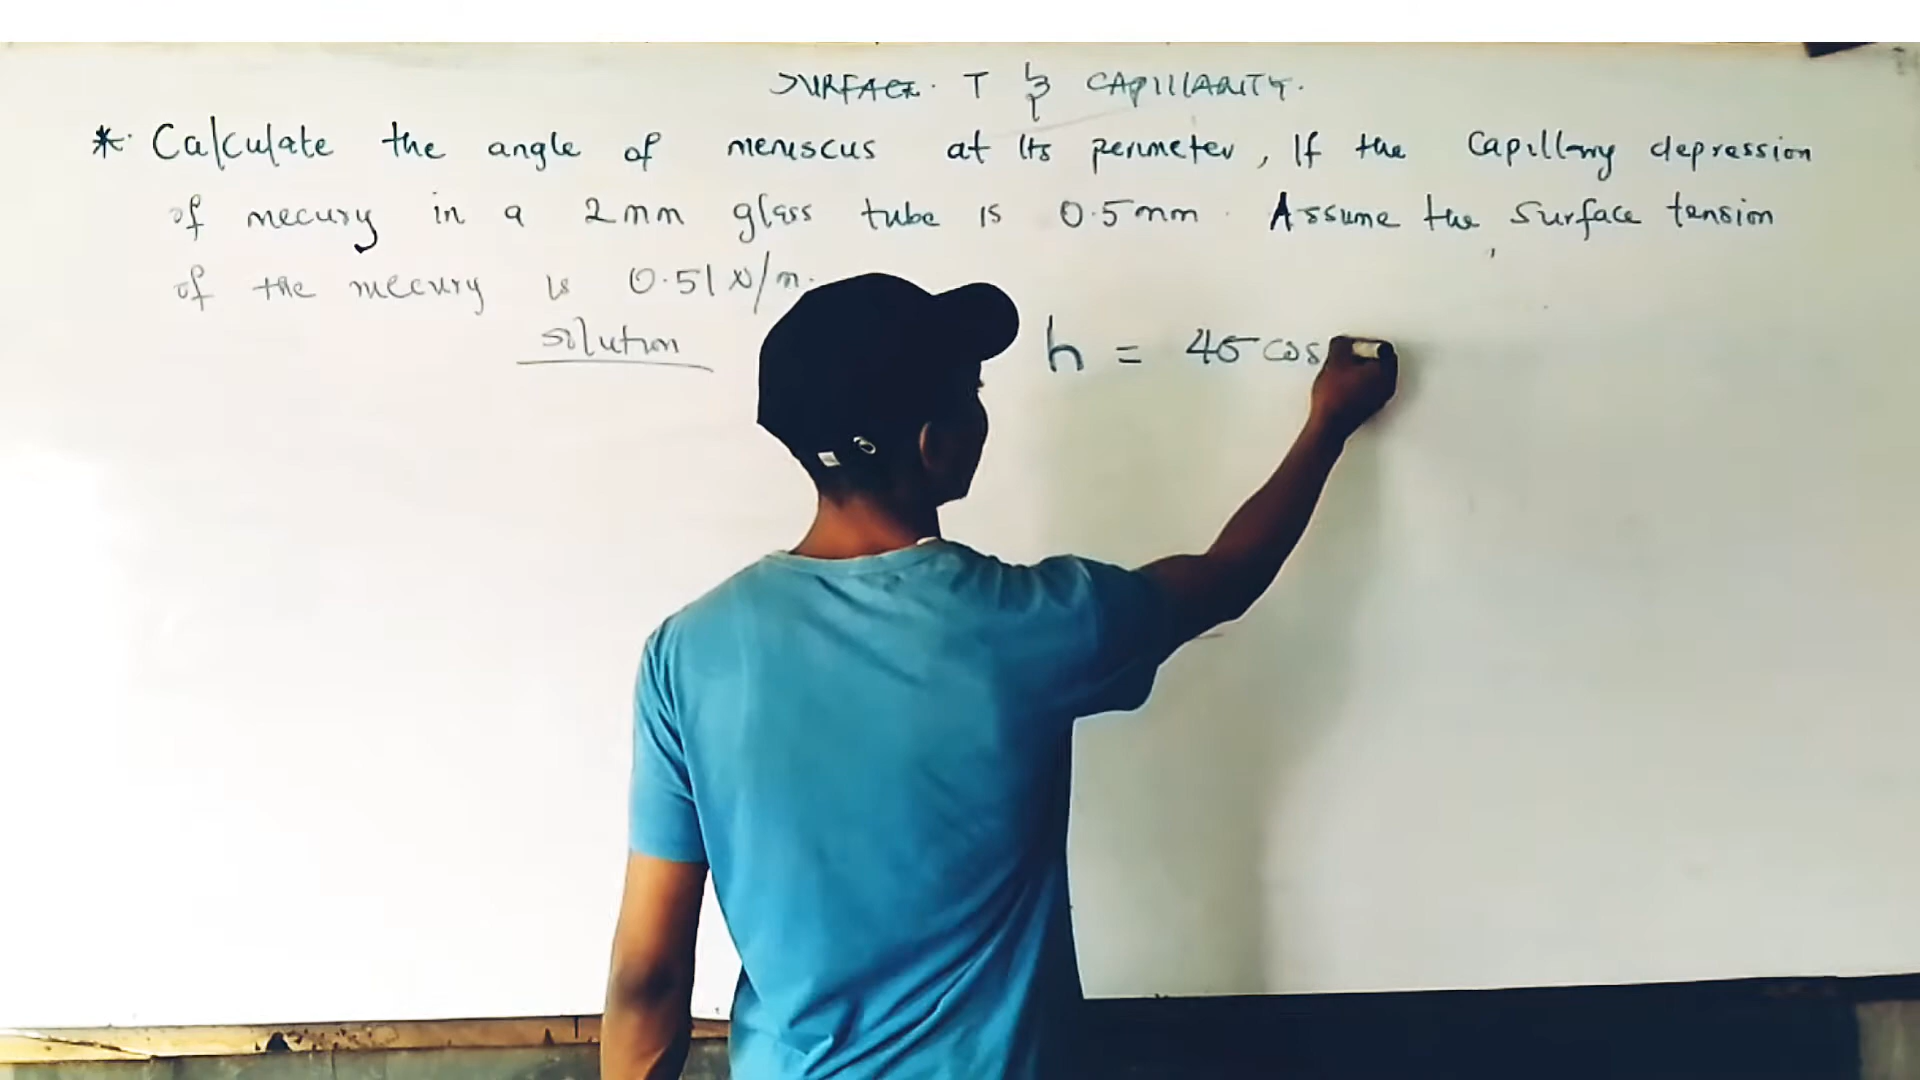 SURFACE. T & CAPILLARITY.
* Calculate the angle of meniscus at its perimeter, If the Capillary depression
of mecury in a 2mm glass tube is 0.5mm. Assume the surface tension
of the mecury is 0.51 N/m.
solution
h = 4σ cos